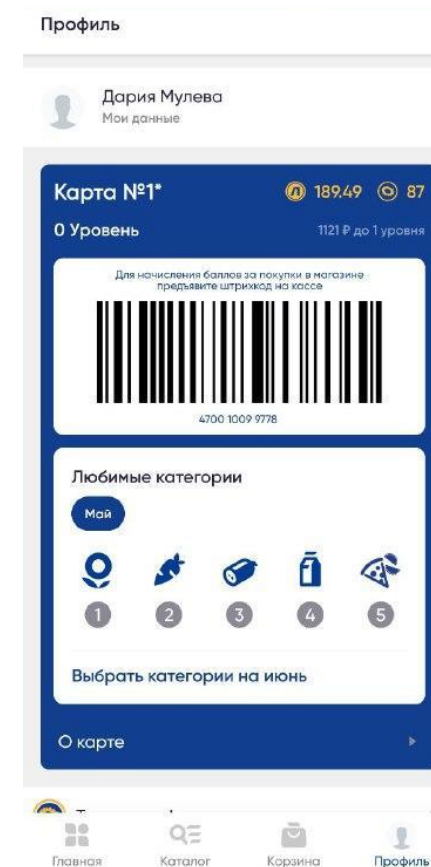 Профиль
Дария Мулева
Мои данные
Карта №1* 189.49 87
0 Уровень 1121 ₽ до 1 уровня
Для начисления баллов за покупки в магазине
предъявите штрихкод на кассе
4700 1009 9778
Любимые категории
Май
1 2 3 4 5
Выбрать категории на июнь
О карте
Главная Каталог Корзина Профиль